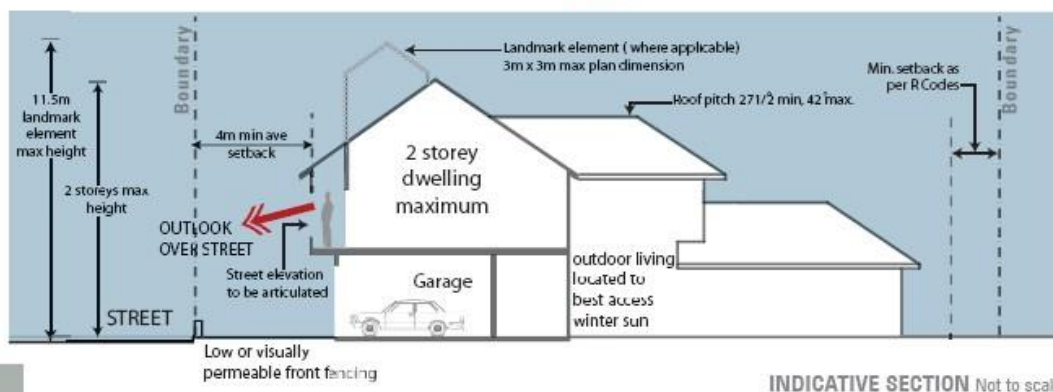 Boundary
11.5m
landmark
element
max height
2 storeys max
height
4m min ave
setback
Landmark element ( where applicable)
3m x 3m max plan dimension
Roof pitch 271/2° min, 42° max.
Min. setback as
per R Codes
Boundary
2 storey
dwelling
maximum
OUTLOOK
OVER STREET
Street elevation
to be articulated
Garage
outdoor living
located to
best access
winter sun
STREET
Low or visually
permeable front fencing
INDICATIVE SECTION Not to scal